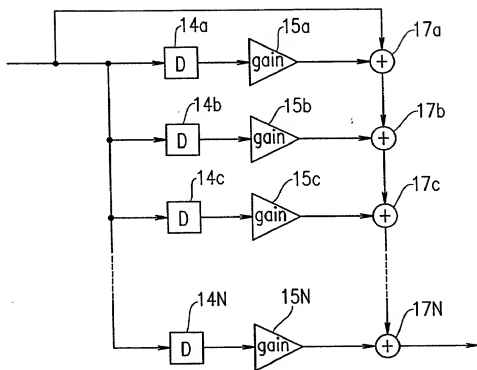 14a 15a 17a
D gain +
14b 15b 17b
D gain +
14c 15c 17c
D gain +
14N 15N 17N
D gain +